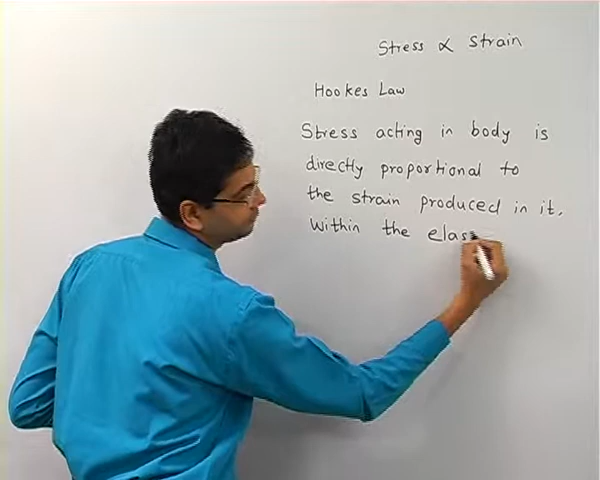 Stress ∝ Strain
Hookes Law
Stress acting in body is
directly proportional to
the strain produced in it,
within the elas